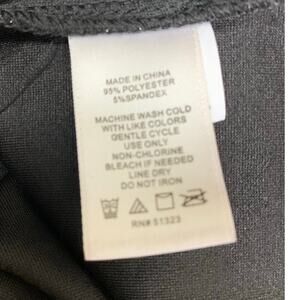 MADE IN CHINA
95% POLYESTER
5%SPANDEX
MACHINE WASH COLD
WITH LIKE COLORS
GENTLE CYCLE
USE ONLY
NON-CHLORINE
BLEACH IF NEEDED
LINE DRY
DO NOT IRON
RN# 51323